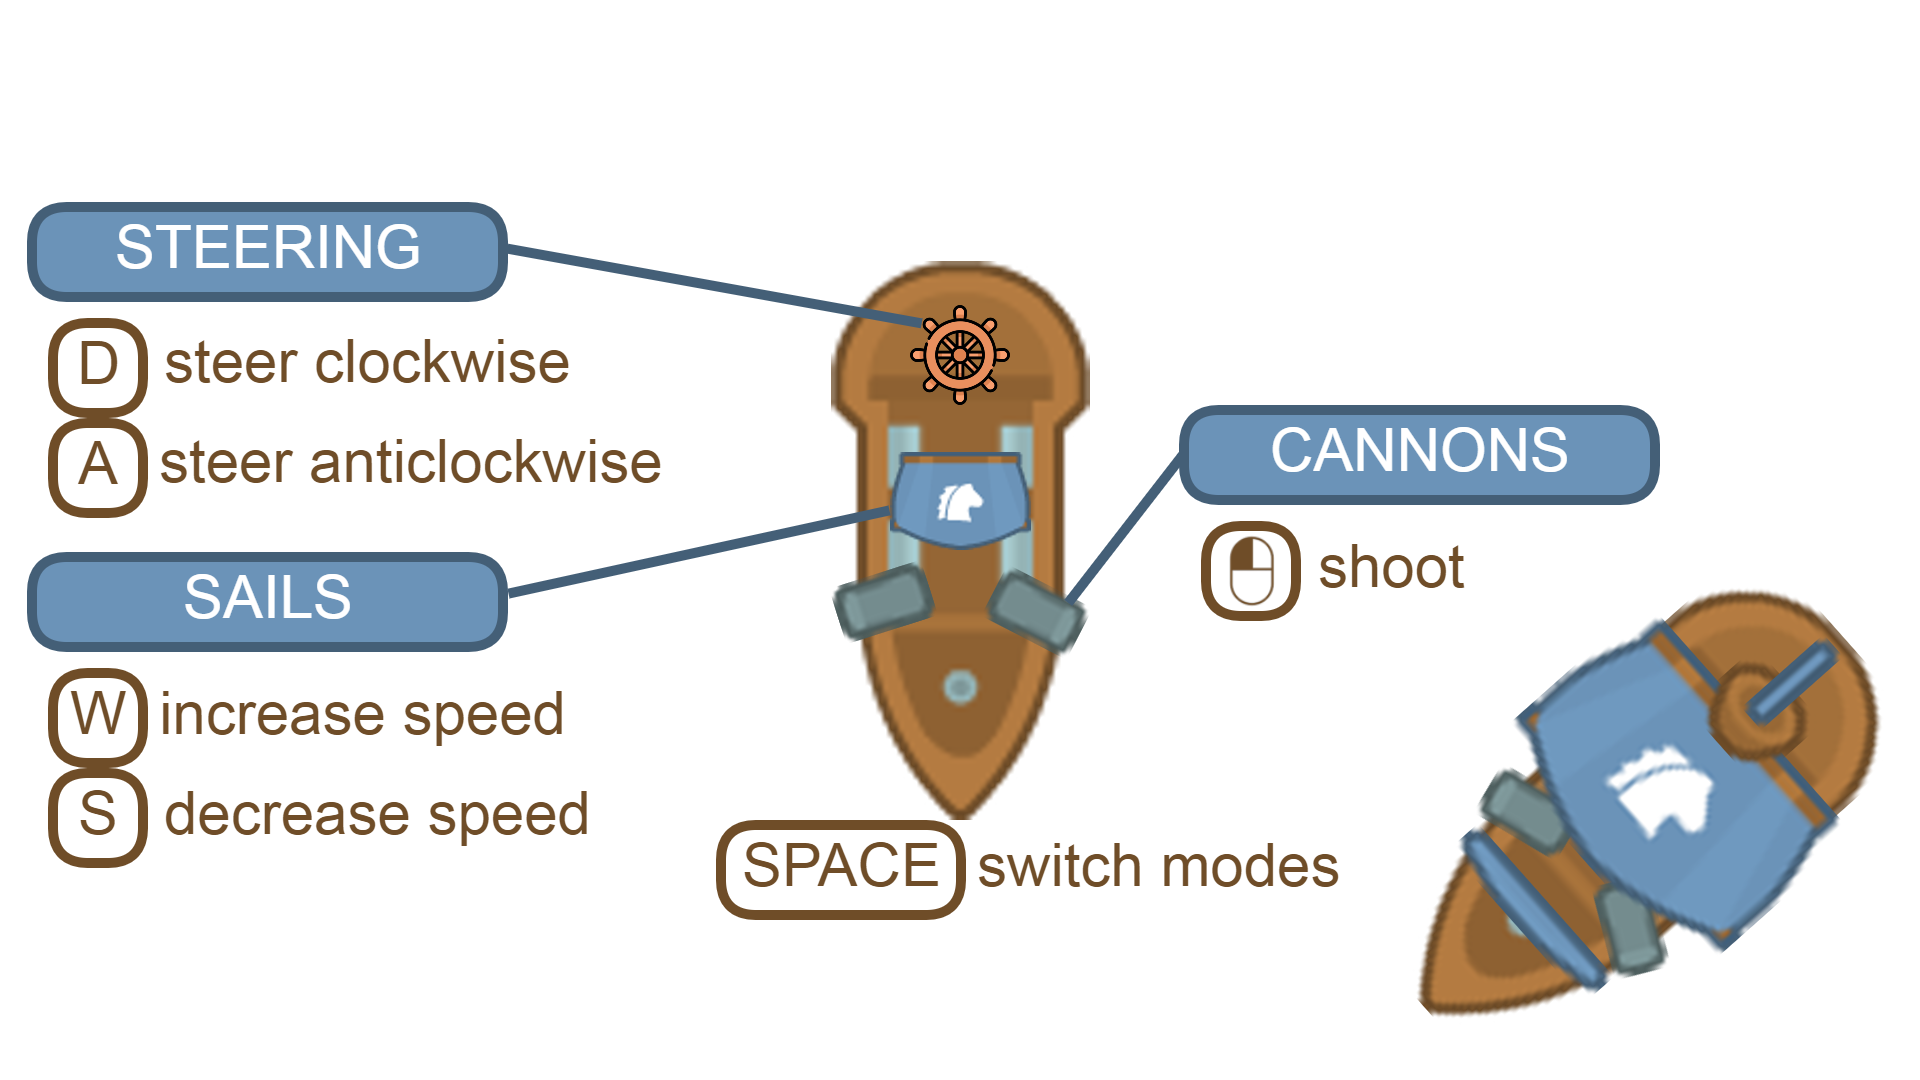 STEERING
D steer clockwise
A steer anticlockwise
SAILS
W increase speed
S decrease speed
CANNONS
shoot
SPACE switch modes